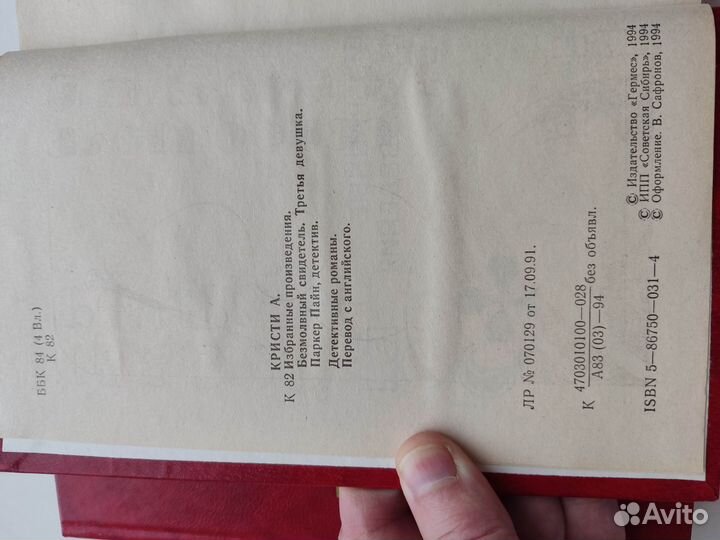 ББК 84 (4 Вл.)
К 82
КРИСТИ А.
К 82 Избранные произведения.
Безмолвный свидетель. Третья девушка.
Паркер Пайн, детектив.
Детективные романы.
Перевод с английского.
ЛР № 070129 от 17.09.91.
К 4703010100—028
А83 (03)—94
без объявл.
ISBN 5—86750—031—4
© Издательство «Гермес», 1994
© ИПП «Советская Сибирь», 1994
© Оформление. В. Сафронов, 1994
Avito